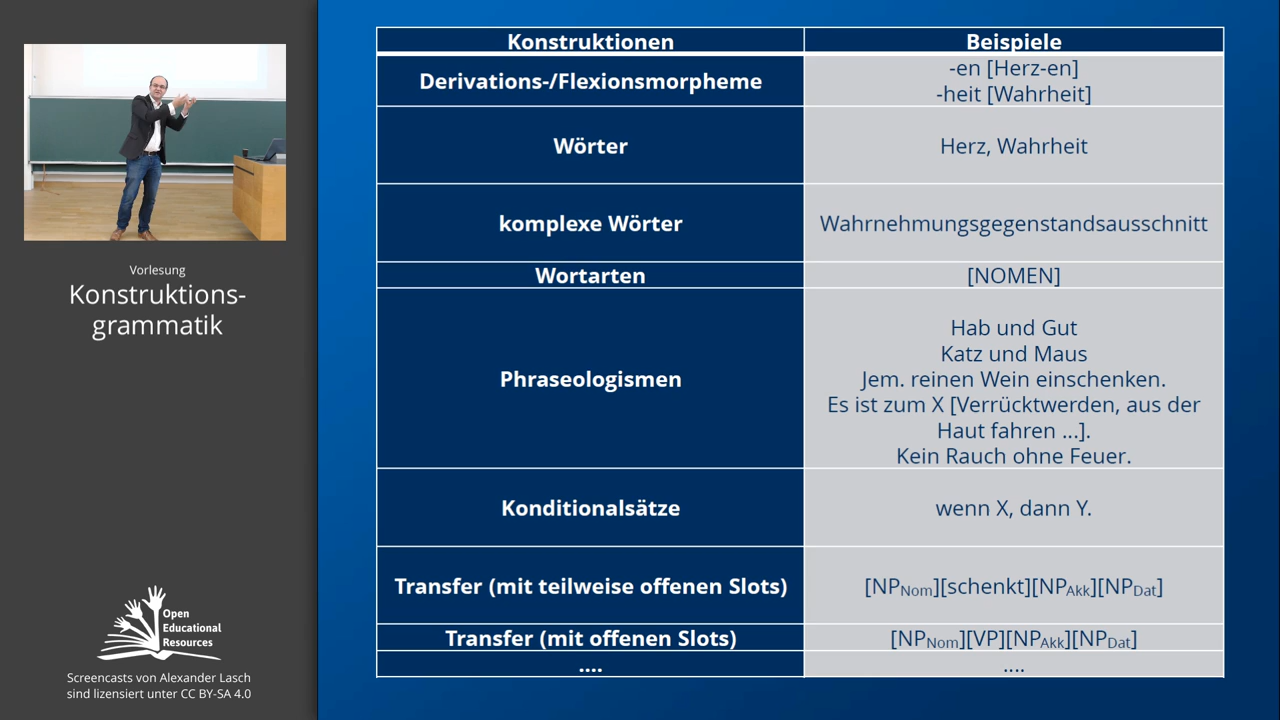 Vorlesung
Konstruktions-
grammatik
Open
Educational
Resources
Screencasts von Alexander Lasch
sind lizensiert unter CC BY-SA 4.0
Konstruktionen
Beispiele
Derivations-/Flexionsmorpheme
-en [Herz-en]
-heit [Wahrheit]
Wörter
Herz, Wahrheit
komplexe Wörter
Wahrnehmungsgegenstandsausschnitt
Wortarten
[NOMEN]
Phraseologismen
Hab und Gut
Katz und Maus
Jem. reinen Wein einschenken.
Es ist zum X [Verrücktwerden, aus der
Haut fahren ...].
Kein Rauch ohne Feuer.
Konditionalsätze
wenn X, dann Y.
Transfer (mit teilweise offenen Slots)
[NPNom][schenkt][NPAkk][NPDat]
Transfer (mit offenen Slots)
[NPNom][VP][NPAkk][NPDat]
....
....